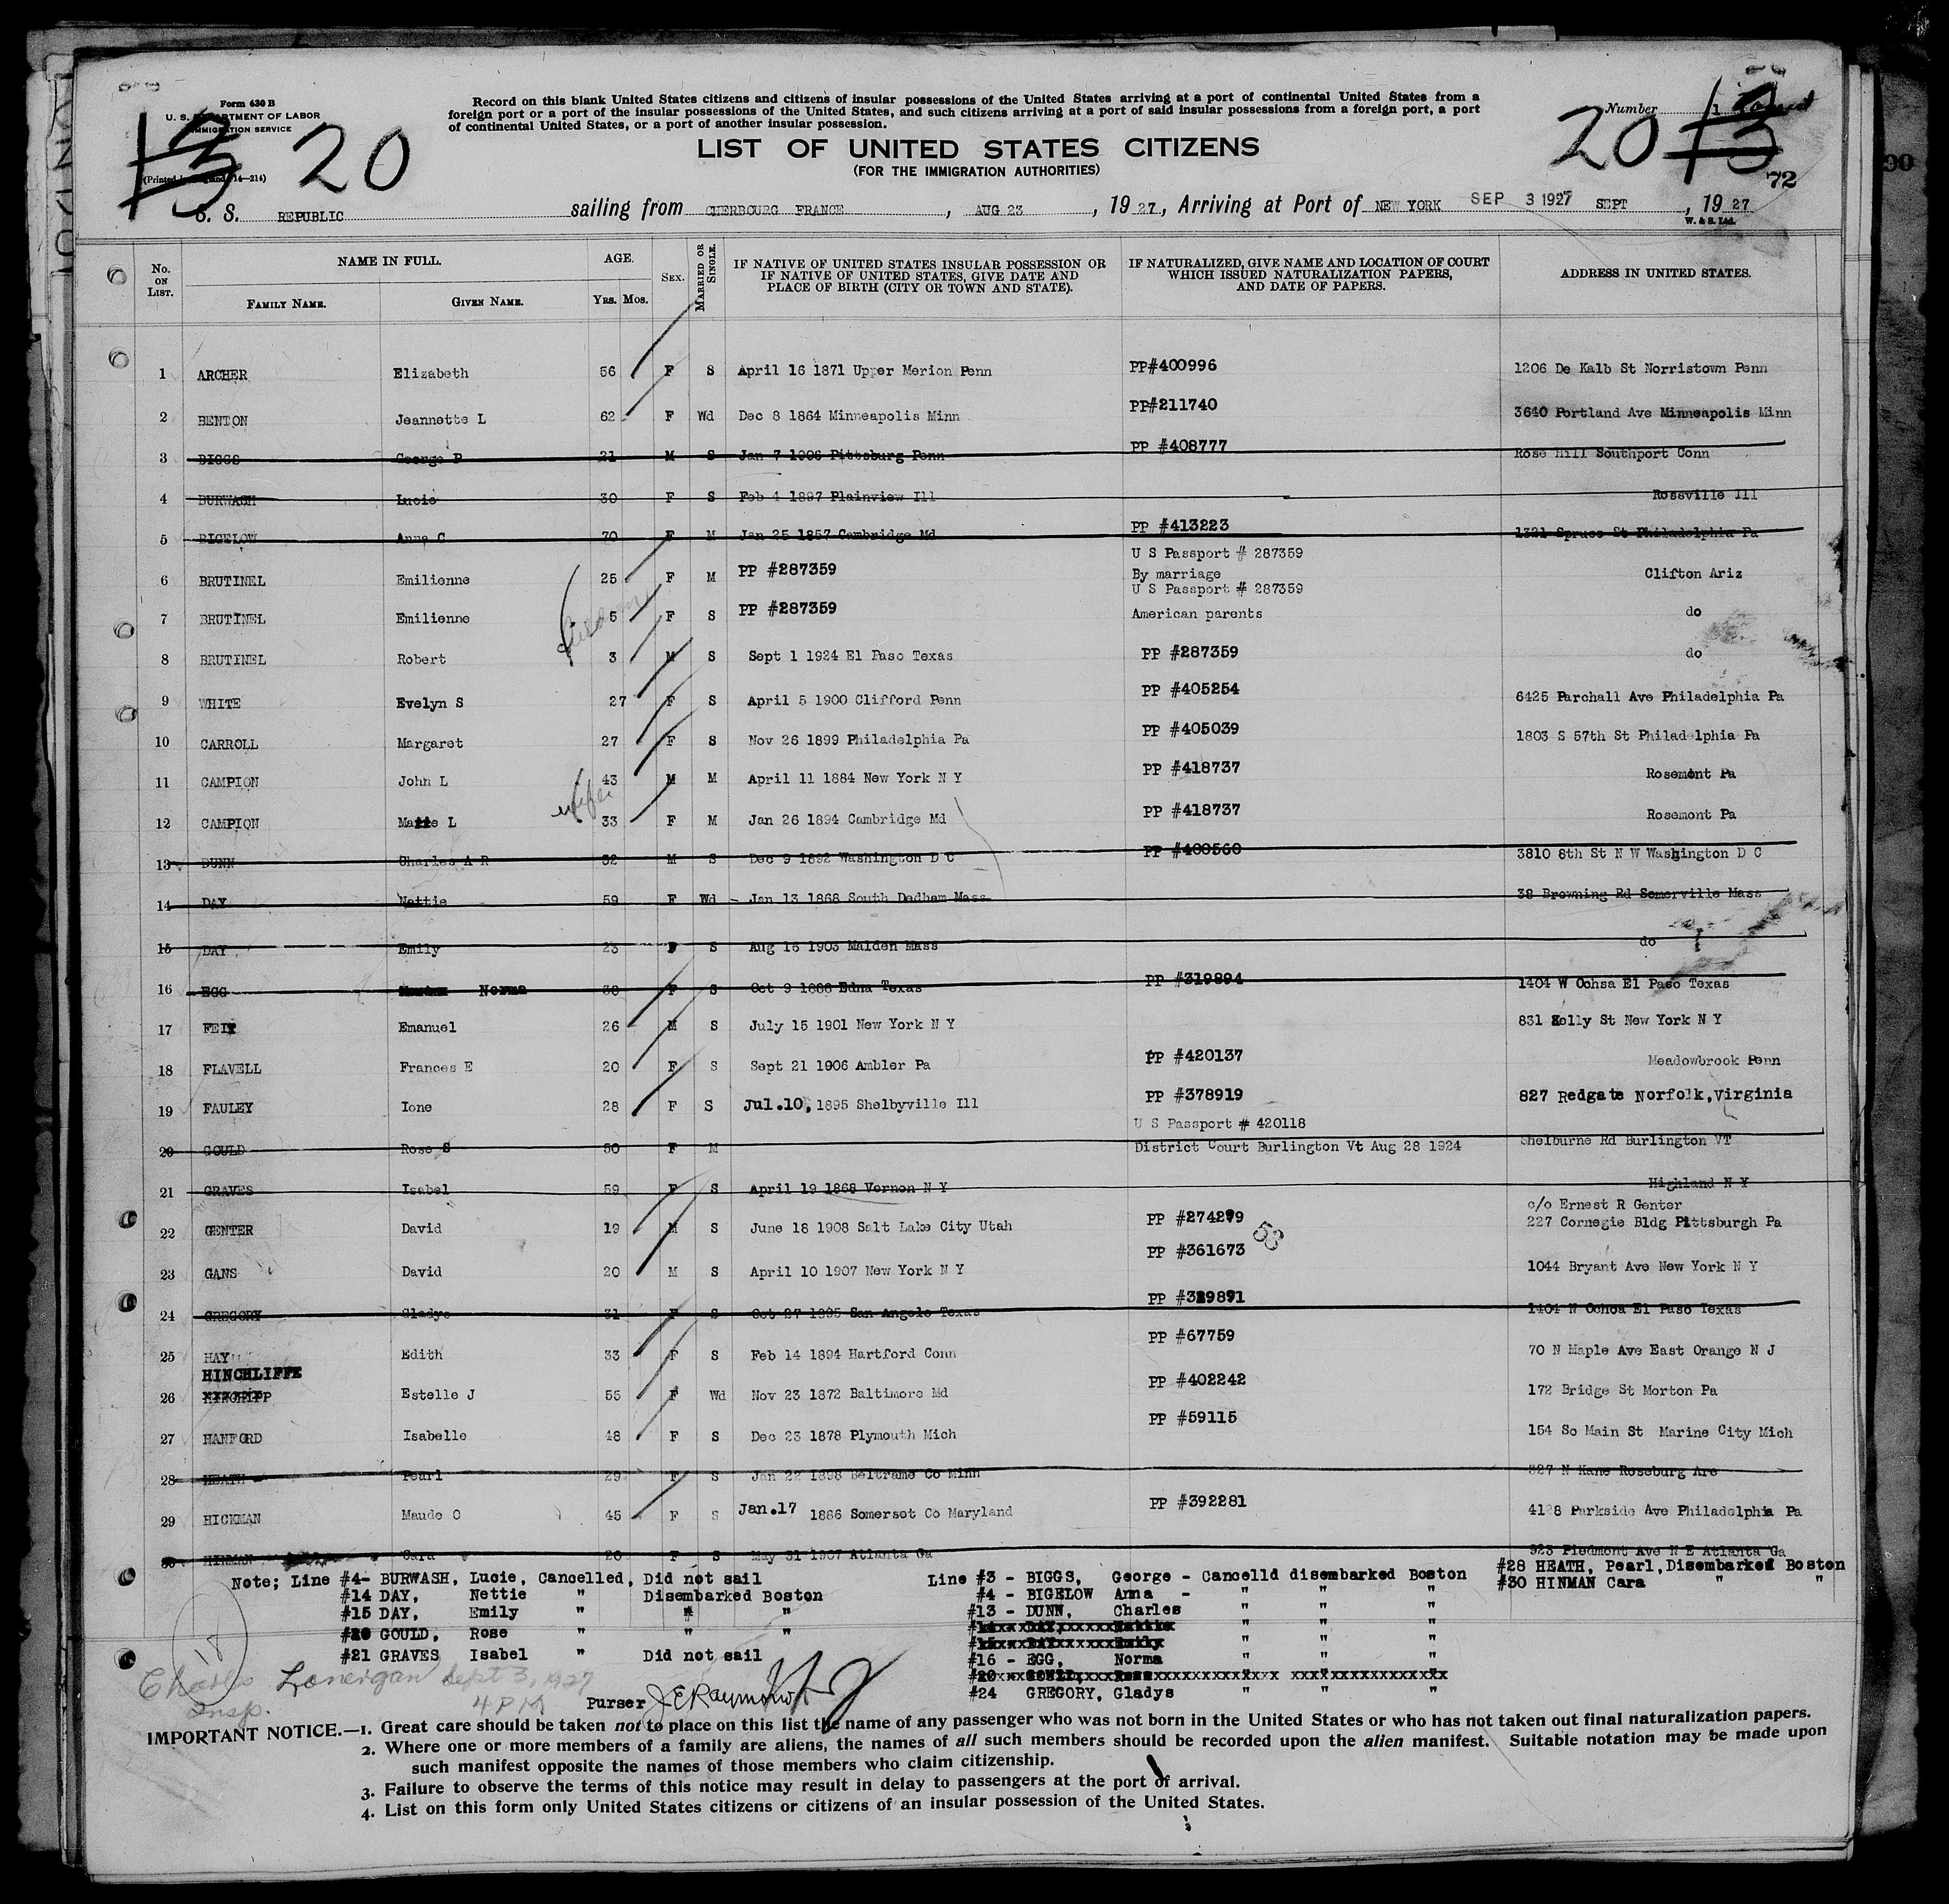 Form 630 B
U. S. DEPARTMENT OF LABOR
IMMIGRATION SERVICE
Record on this blank United States citizens and citizens of insular possessions of the United States arriving at a port of continental United States from a
foreign port or a port of the insular possessions of the United States, and such citizens arriving at a port of said insular possessions from a foreign port, a port
of continental United States, or a port of another insular possession.
Number 1
13 20
20 13
72
LIST OF UNITED STATES CITIZENS
(FOR THE IMMIGRATION AUTHORITIES)
S. S. REPUBLIC sailing from CHERBOURG FRANCE, AUG 23, 1927, Arriving at Port of NEW YORK SEP 3 1927 SEPT, 1927
W. & S. Ltd.
No. ON LIST. NAME IN FULL. FAMILY NAME. GIVEN NAME. AGE. YRS. MOS. SEX. MARRIED OR SINGLE. IF NATIVE OF UNITED STATES INSULAR POSSESSION OR IF NATIVE OF UNITED STATES, GIVE DATE AND PLACE OF BIRTH (CITY OR TOWN AND STATE). IF NATURALIZED, GIVE NAME AND LOCATION OF COURT WHICH ISSUED NATURALIZATION PAPERS, AND DATE OF PAPERS. ADDRESS IN UNITED STATES.
1 ARCHER Elizabeth 56 F S April 16 1871 Upper Merion Penn PP#400996 1206 De Kalb St Norristown Penn
2 BENTON Jeannette L 62 F Wd Dec 8 1864 Minneapolis Minn PP#211740 3640 Portland Ave Minneapolis Minn
3 BIGGS George P 21 M S Jan 7 1906 Pittsburg Penn PP #408777 Rose Hill Southport Conn
4 BURWASH Lucie 30 F S Feb 4 1897 Plainview Ill Rossville Ill
5 BIGELOW Anna C 70 F M Jan 25 1857 Cambridge Md PP #413223 1321 Spruce St Philadelphia Pa
U S Passport # 287359
6 BRUTINEL Emilienne 25 F M PP #287359 By marriage Clifton Ariz
U S Passport # 287359
7 BRUTINEL Emilienne 5 F S PP #287359 American parents do
8 BRUTINEL Robert 3 M S Sept 1 1924 El Paso Texas PP #287359 do
9 WHITE Evelyn S 27 F S April 5 1900 Clifford Penn PP #405254 6425 Parchall Ave Philadelphia Pa
10 CARROLL Margaret 27 F S Nov 26 1899 Philadelphia Pa PP #405039 1803 S 57th St Philad lphia Pa
11 CAMPION John L 43 M M April 11 1884 New York N Y PP #418737 Rosemont Pa
wife
12 CAMPION L 33 F M Jan 26 1894 Cambridge Md PP #418737 Rosemont Pa
13 DUNN Charles A R 32 M S Dec 9 1892 Washington D C PP #400560 3810 8th St N W Washington D C
14 DAY Nettie 59 F Wd Jan 13 1868 South Dedham Mass 38 Browning Rd Somerville Mass
15 DAY Emily 23 F S Aug 16 1903 Malden Mass do
16 EGG Norma 38 F S Oct 9 1888 Edna Texas PP #319894 1404 W Ochsa El Paso Texas
17 FEIT Emanuel 26 M S July 15 1901 New York N Y 831 Kelly St New York N Y
18 FLAVELL Frances E 20 F S Sept 21 1906 Ambler Pa PP #420137 Meadowbrook Penn
19 FAULEY Ione 28 F S Jul.10, 1895 Shelbyville Ill PP #378919 827 Redgate Norfolk, Virginia
U S Passport # 420118
20 GOULD Rose S 50 F M District Court Burlington Vt Aug 28 1924 Shelburne Rd Burlington VT
21 GRAVES Isabel 59 F S April 19 1868 Vernon N Y Highland N Y
c/o Ernest R Genter
22 GENTER David 19 M S June 18 1908 Salt Lake City Utah PP #274279 53 227 Cornegie Bldg Pittsburgh Pa
23 GANS David 20 M S April 10 1907 New York N Y PP #361673 1044 Bryant Ave New York N Y
24 GREGORY Gladys 31 F S Oct 27 1995 San Angelo Texas PP #319891 1404 N Ochoa El Paso Texas
25 HAY Edith 33 F S Feb 14 1894 Hartford Conn PP #67759 70 N Maple Ave East Orange N J
HINCHLIFFE
26 Estelle J 55 F Wd Nov 23 1872 Baltimore Md PP #402242 172 Bridge St Morton Pa
27 HANFORD Isabelle 48 F S Dec 23 1878 Plymouth Mich PP #59115 154 So Main St Marine City Mich
28 HEATH Pearl 29 F S Jan 22 1898 Beltrame Co Minn 327 N Kane Roseburg Are
29 HICKMAN Maude O 45 F S Jan.17 1886 Somerset Co Maryland PP #392281 4128 Parkside Ave Philadelphia Pa
30 HINMAN Cara 20 F S May 31 1907 Atlanta Ga 923 Piedmont Ave N E Atlanta Ga
Note; Line #4- BURWASH, Lucie, Cancelled, Did not sail
#14 DAY, Nettie " Disembarked Boston
#15 DAY, Emily " " "
#20 GOULD, Rose " " "
#21 GRAVES Isabel " Did not sail
Line #3 - BIGGS, George - Cancelld disembarked Boston
#4 - BIGELOW Anna - " " "
#13 - DUNN, Charles " " "
" " "
" " "
#16 - EGG, Norma " " "
#24 GREGORY, Gladys " " "
#28 HEATH, Pearl, Disembarked Boston
#30 HINMAN Cara " "
18
Charles Lonergan Sept 3, 1927
Insp. 4 PM
Purser J E Raymond
IMPORTANT NOTICE.—1. Great care should be taken not to place on this list the name of any passenger who was not born in the United States or who has not taken out final naturalization papers.
2. Where one or more members of a family are aliens, the names of all such members should be recorded upon the alien manifest. Suitable notation may be made upon
such manifest opposite the names of those members who claim citizenship.
3. Failure to observe the terms of this notice may result in delay to passengers at the port of arrival.
4. List on this form only United States citizens or citizens of an insular possession of the United States.